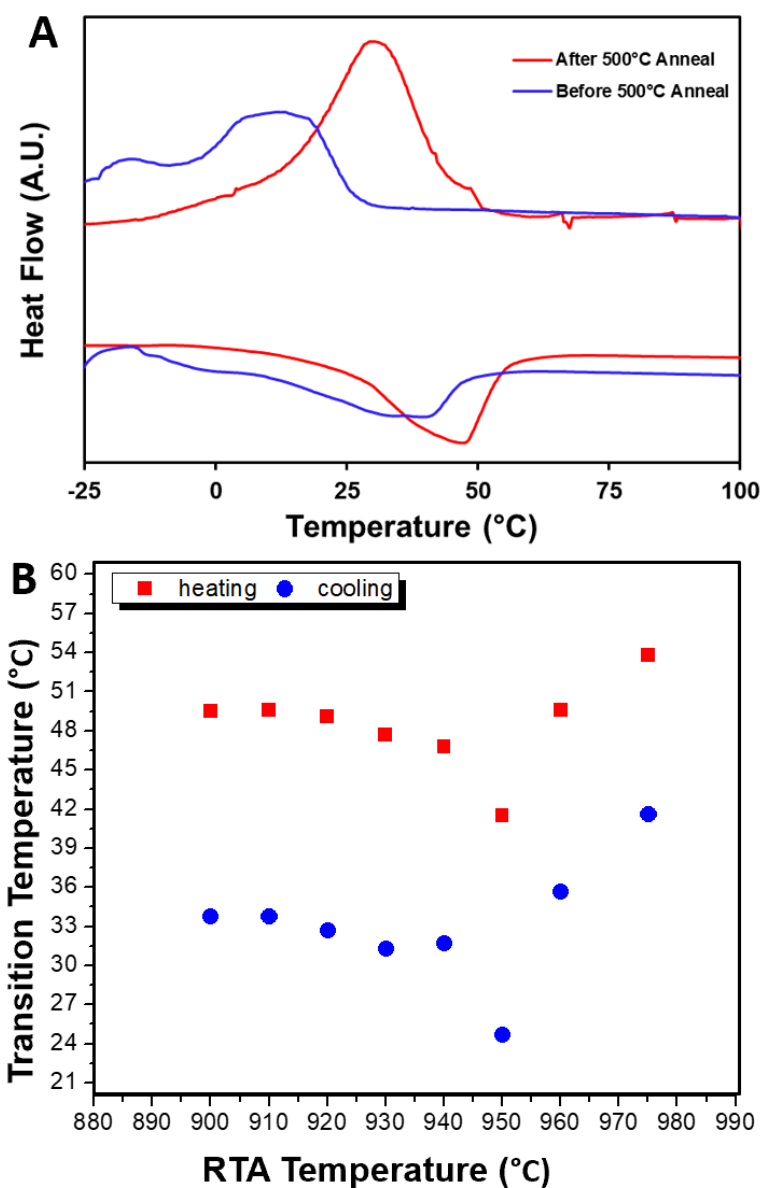 A
After 500°C Anneal
Before 500°C Anneal
Heat Flow (A.U.)
-25 0 25 50 75 100
Temperature (°C)
B
heating cooling
60
57
54
51
48
45
42
39
36
33
30
27
24
21
Transition Temperature (°C)
880 890 900 910 920 930 940 950 960 970 980 990
RTA Temperature (°C)